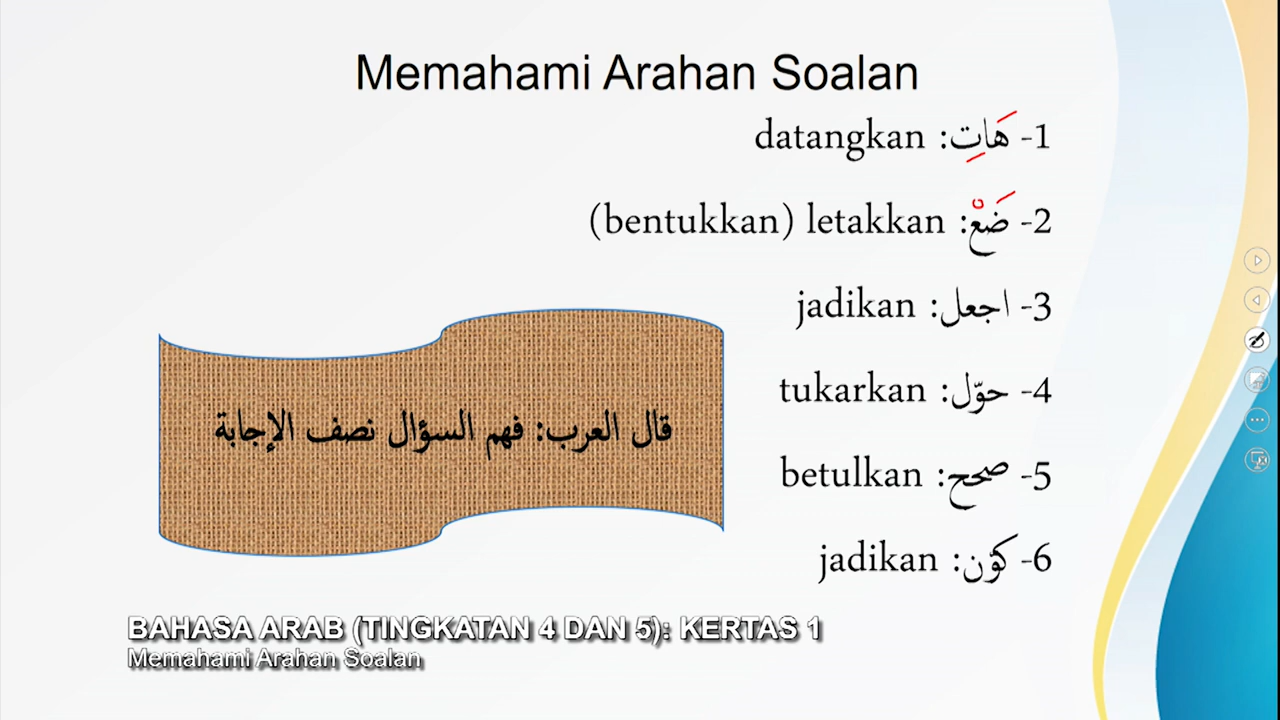 Memahami Arahan Soalan
1- هَاتِ: datangkan
2- ضَعْ: letakkan (bentukkan)
3- اجعل: jadikan
4- حوّل: tukarkan
5- صحح: betulkan
6- كوّن: jadikan
قال العرب: فهم السؤال نصف الإجابة
BAHASA ARAB (TINGKATAN 4 DAN 5): KERTAS 1
Memahami Arahan Soalan